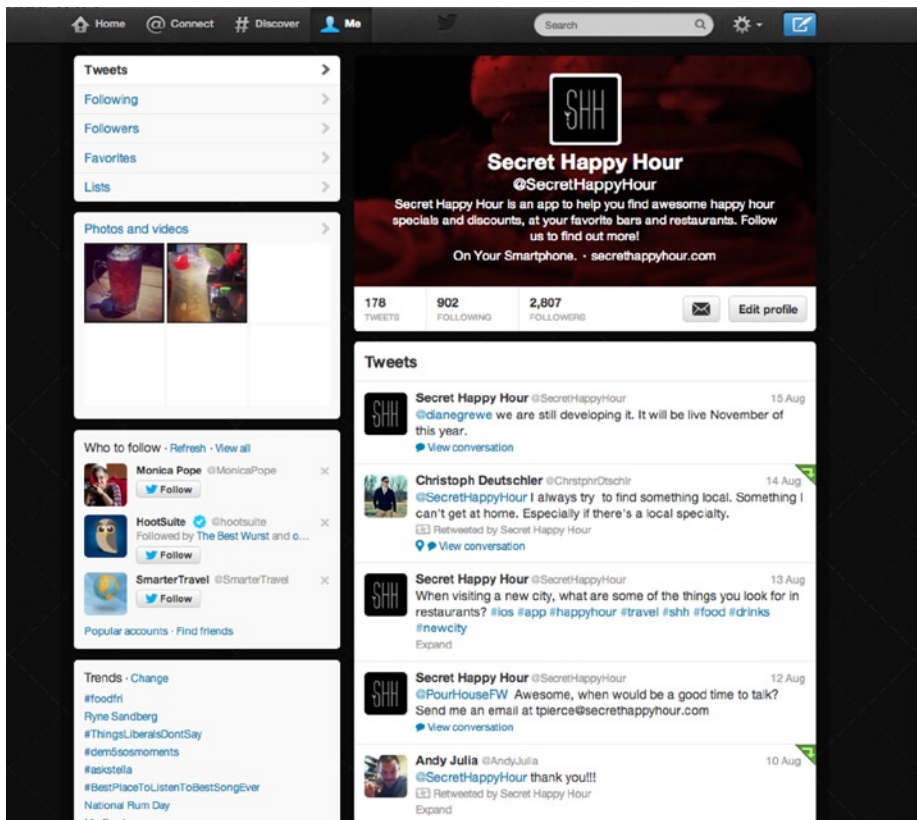 Home
Connect
Discover
Me
Search
Tweets
Following
Followers
Favorites
Lists
Photos and videos
Who to follow · Refresh · View all
Monica Pope @MonicaPope
Follow
HootSuite @hootsuite
Followed by The Best Wurst and o...
Follow
SmarterTravel @SmarterTravel
Follow
Popular accounts · Find friends
Trends · Change
#foodfri
Ryne Sandberg
#ThingsLiberalsDontSay
#dem5sosmoments
#askstella
#BestPlaceToListenToBestSongEver
National Rum Day
SHH
Secret Happy Hour
@SecretHappyHour
Secret Happy Hour is an app to help you find awesome happy hour
specials and discounts, at your favorite bars and restaurants. Follow
us to find out more!
On Your Smartphone. · secrethappyhour.com
178
TWEETS
902
FOLLOWING
2,807
FOLLOWERS
Edit profile
Tweets
SHH
Secret Happy Hour @SecretHappyHour 15 Aug
@dianegrewe we are still developing it. It will be live November of
this year.
View conversation
Christoph Deutschler @ChrstphrDtschlr 14 Aug
@SecretHappyHour I always try to find something local. Something I
can't get at home. Especially if there's a local specialty.
Retweeted by Secret Happy Hour
View conversation
SHH
Secret Happy Hour @SecretHappyHour 13 Aug
When visiting a new city, what are some of the things you look for in
restaurants? #ios #app #happyhour #travel #shh #food #drinks
#newcity
Expand
SHH
Secret Happy Hour @SecretHappyHour 12 Aug
@PourHouseFW Awesome, when would be a good time to talk?
Send me an email at tpierce@secrethappyhour.com
View conversation
Andy Julia @AndyJulia 10 Aug
@SecretHappyHour thank you!!!
Retweeted by Secret Happy Hour
Expand